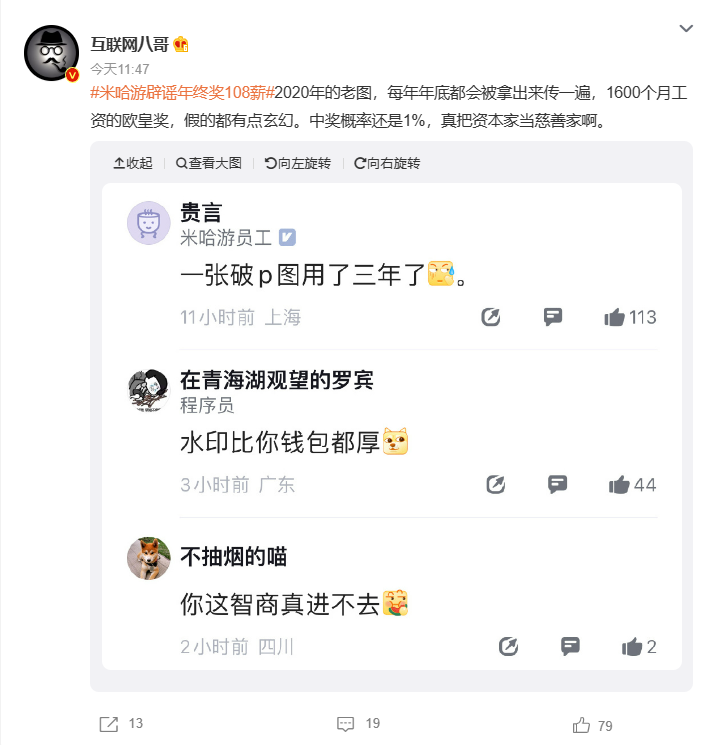 互联网八哥
今天11:47
#米哈游辟谣年终奖108薪#2020年的老图，每年年底都会被拿出来传一遍，1600个月工
资的欧皇奖，假的都有点玄幻。中奖概率还是1%，真把资本家当慈善家啊。
收起 查看大图 向左旋转 向右旋转
贵言
米哈游员工
一张破p图用了三年了。
11小时前 上海 113
在青海湖观望的罗宾
程序员
水印比你钱包都厚
3小时前 广东 44
不抽烟的喵
你这智商真进不去
2小时前 四川 2
13 19 79